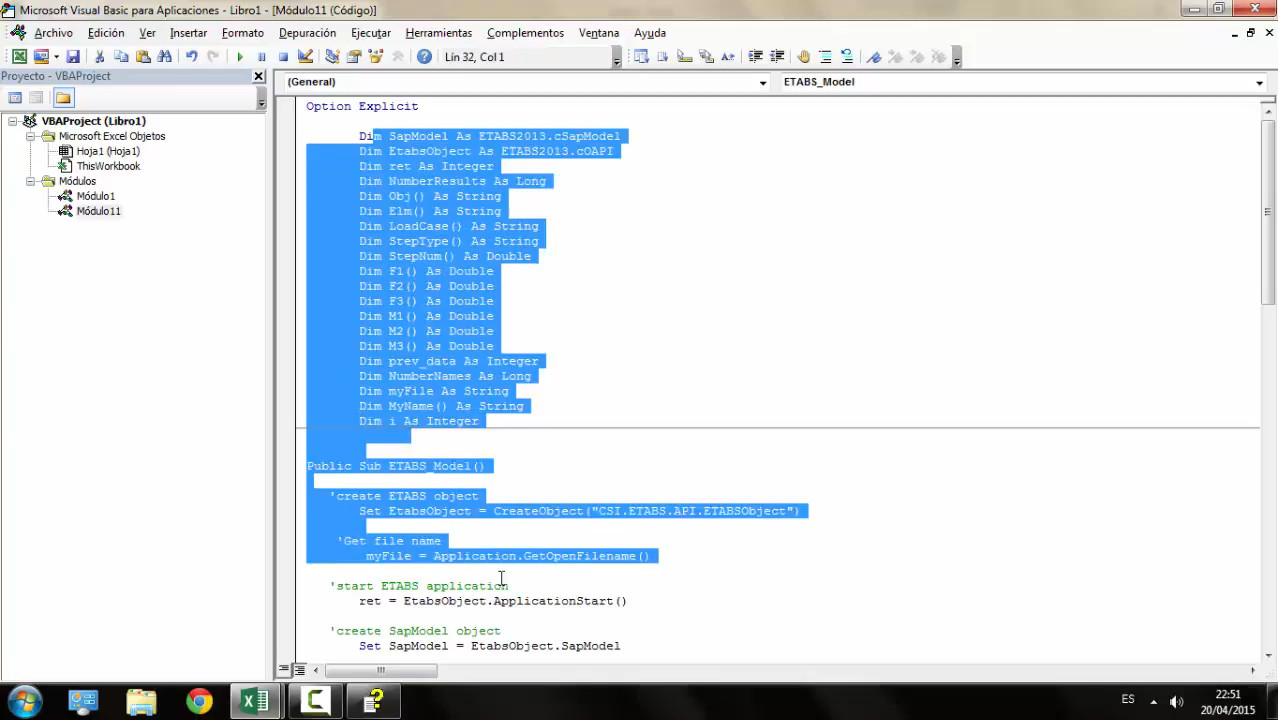 Microsoft Visual Basic para Aplicaciones - Libro1 - [Módulo11 (Código)]
Archivo Edición Ver Insertar Formato Depuración Ejecutar Herramientas Complementos Ventana Ayuda
Lín 32, Col 1
Proyecto - VBAProject
(General)
ETABS_Model
VBAProject (Libro1)
Microsoft Excel Objetos
Hoja1 (Hoja1)
ThisWorkbook
Módulos
Módulo1
Módulo11
Option Explicit
Dim SapModel As ETABS2013.cSapModel
Dim EtabsObject As ETABS2013.cOAPI
Dim ret As Integer
Dim NumberResults As Long
Dim Obj() As String
Dim Elm() As String
Dim LoadCase() As String
Dim StepType() As String
Dim StepNum() As Double
Dim F1() As Double
Dim F2() As Double
Dim F3() As Double
Dim M1() As Double
Dim M2() As Double
Dim M3() As Double
Dim prev_data As Integer
Dim NumberNames As Long
Dim myFile As String
Dim MyName() As String
Dim i As Integer
Public Sub ETABS_Model()
'create ETABS object
Set EtabsObject = CreateObject("CSI.ETABS.API.ETABSObject")
'Get file name
myFile = Application.GetOpenFilename()
'start ETABS application
ret = EtabsObject.ApplicationStart()
'create SapModel object
Set SapModel = EtabsObject.SapModel
ES
22:51
20/04/2015